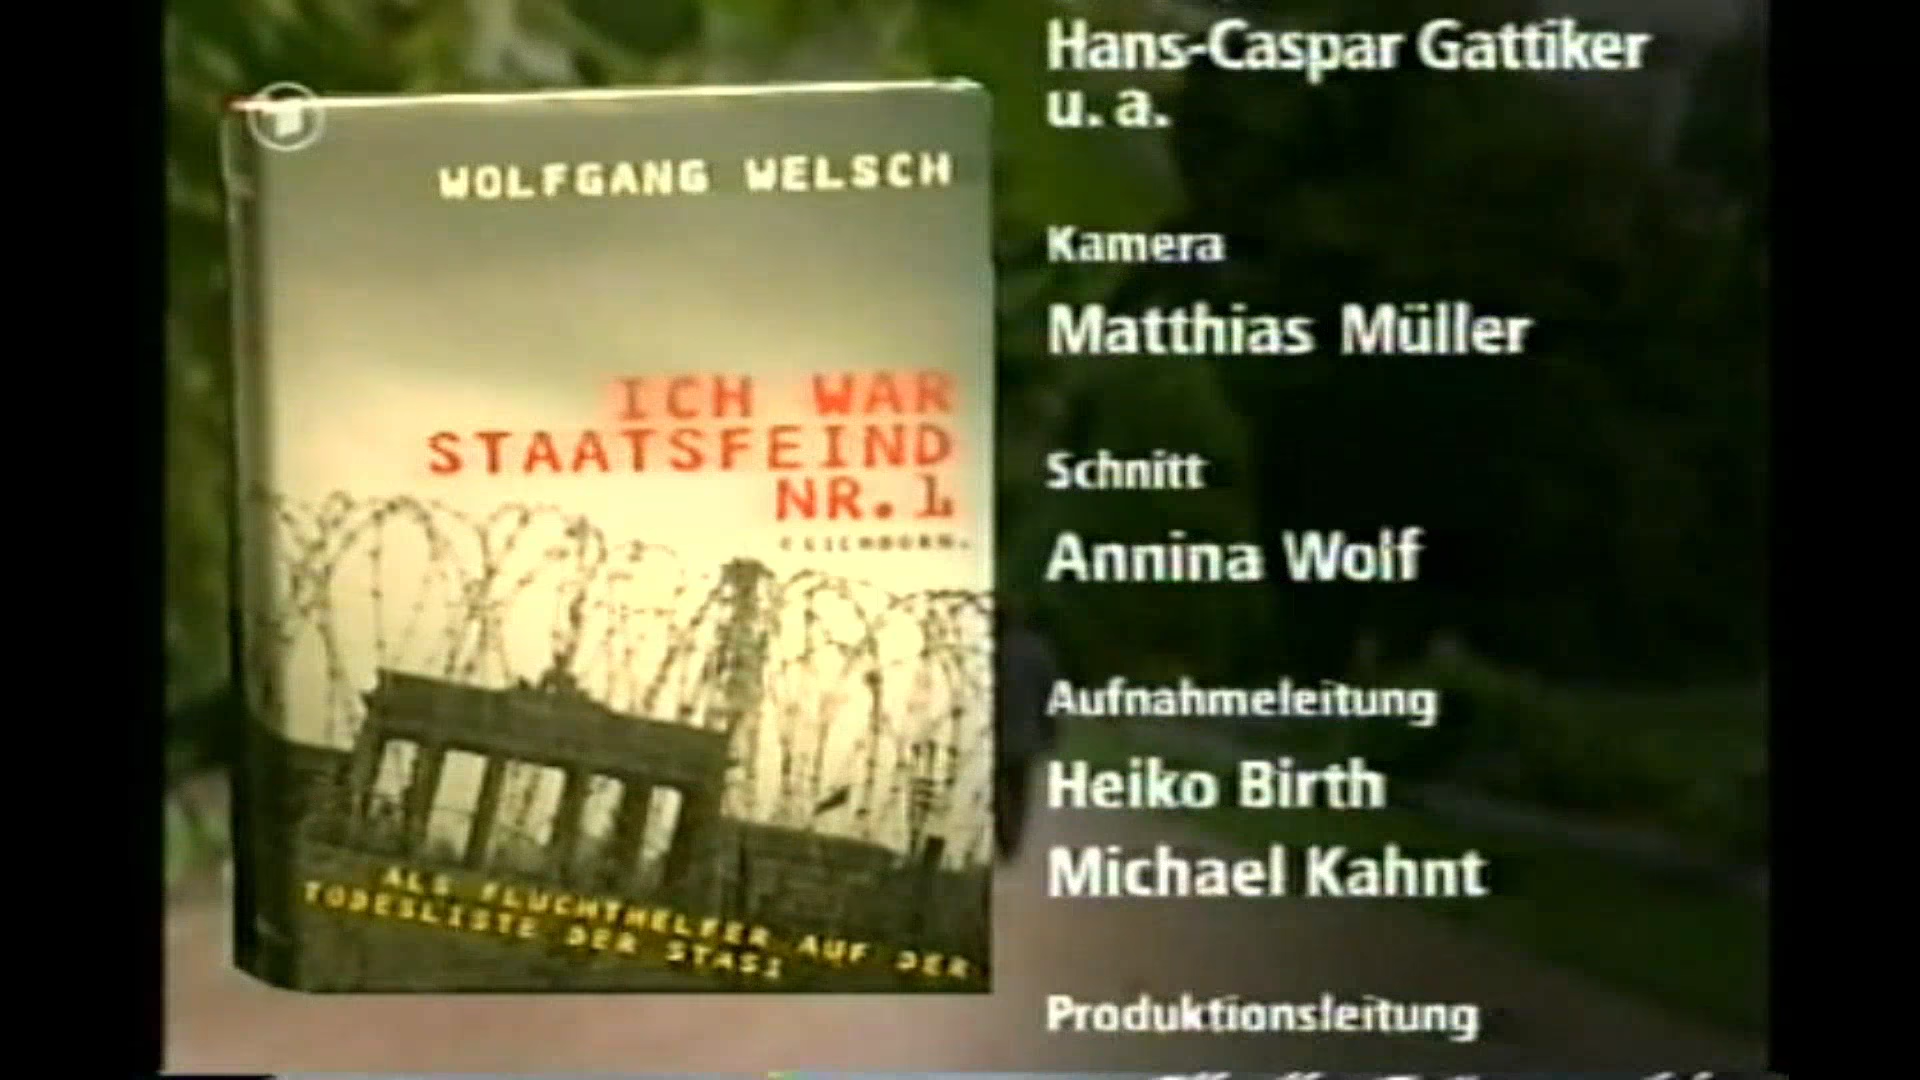 WOLFGANG WELSCH
ICH WAR
STAATSFEIND
NR.1
EICHBORN.
ALS FLUCHTHELFER AUF DER
TODESLISTE DER STASI
Hans-Caspar Gattiker
u. a.
Kamera
Matthias Müller
Schnitt
Annina Wolf
Aufnahmeleitung
Heiko Birth
Michael Kahnt
Produktionsleitung